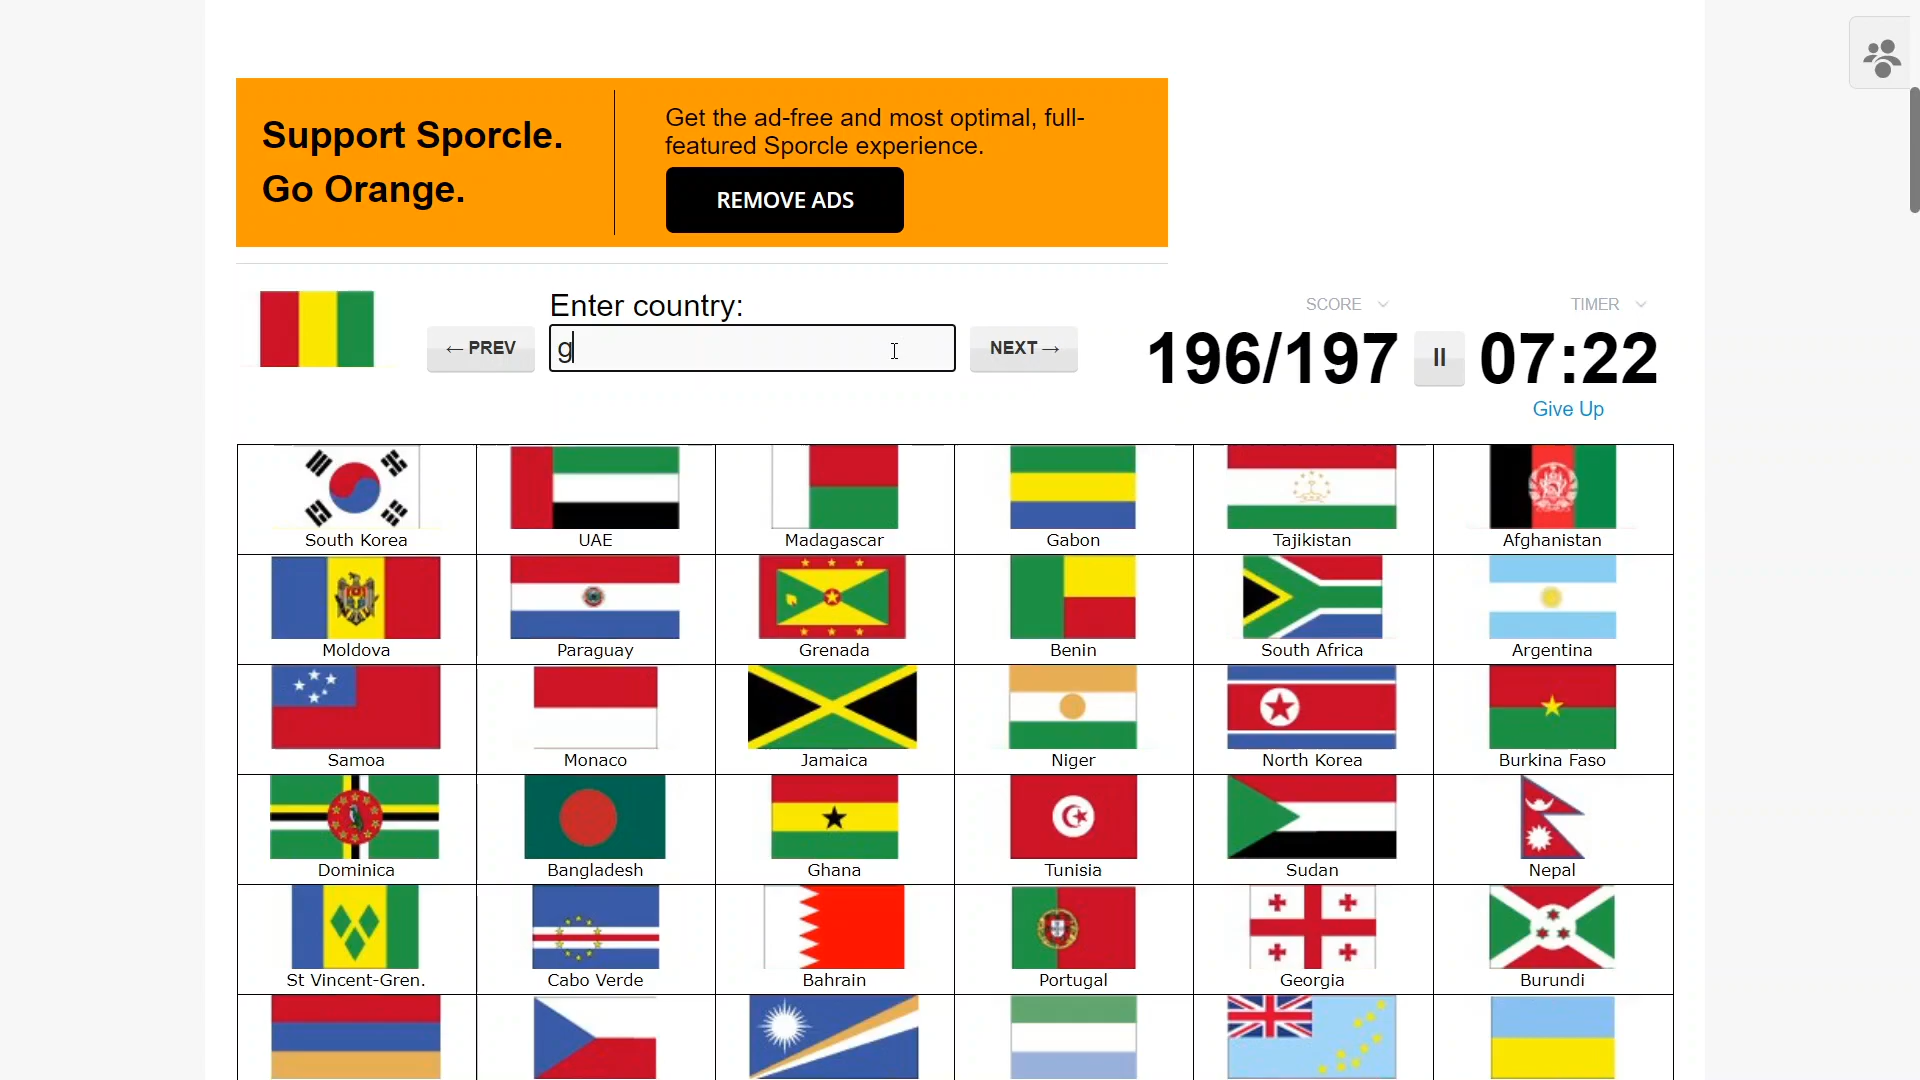 Support Sporcle.
Go Orange.
Get the ad-free and most optimal, full-
featured Sporcle experience.
REMOVE ADS
Enter country:
← PREV
g
NEXT →
SCORE
196/197
TIMER
07:22
Give Up
South Korea
UAE
Madagascar
Gabon
Tajikistan
Afghanistan
Moldova
Paraguay
Grenada
Benin
South Africa
Argentina
Samoa
Monaco
Jamaica
Niger
North Korea
Burkina Faso
Dominica
Bangladesh
Ghana
Tunisia
Sudan
Nepal
St Vincent-Gren.
Cabo Verde
Bahrain
Portugal
Georgia
Burundi